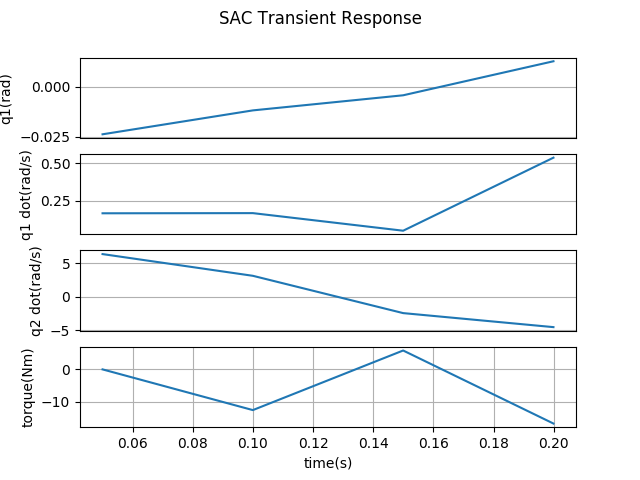 SAC Transient Response
q1(rad)
0.000
−0.025
q1 dot(rad/s)
0.50
0.25
q2 dot(rad/s)
5
0
−5
torque(Nm)
0
−10
0.06 0.08 0.10 0.12 0.14 0.16 0.18 0.20
time(s)